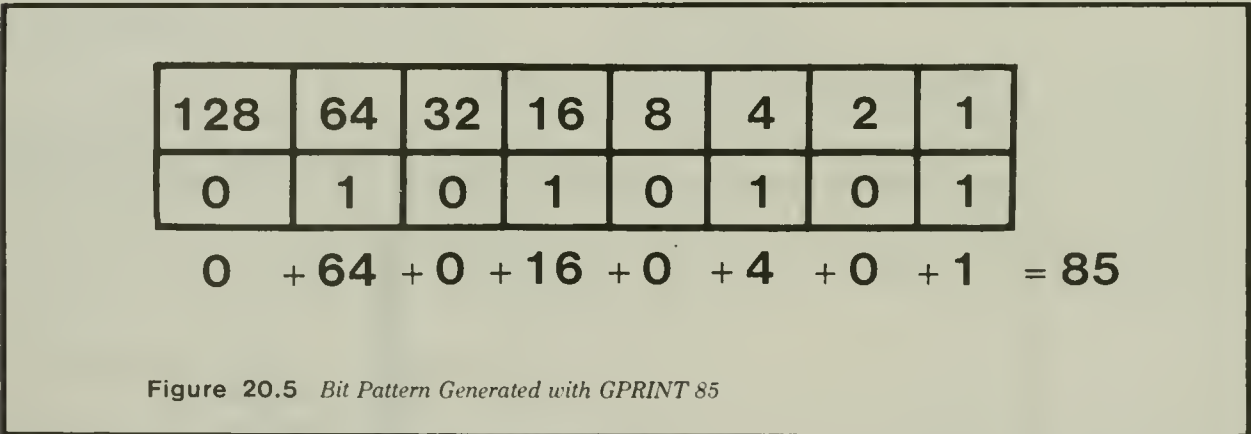 128 64 32 16 8 4 2 1
0 1 0 1 0 1 0 1
0 + 64 + 0 + 16 + 0 + 4 + 0 + 1 = 85
Figure 20.5 Bit Pattern Generated with GPRINT 85